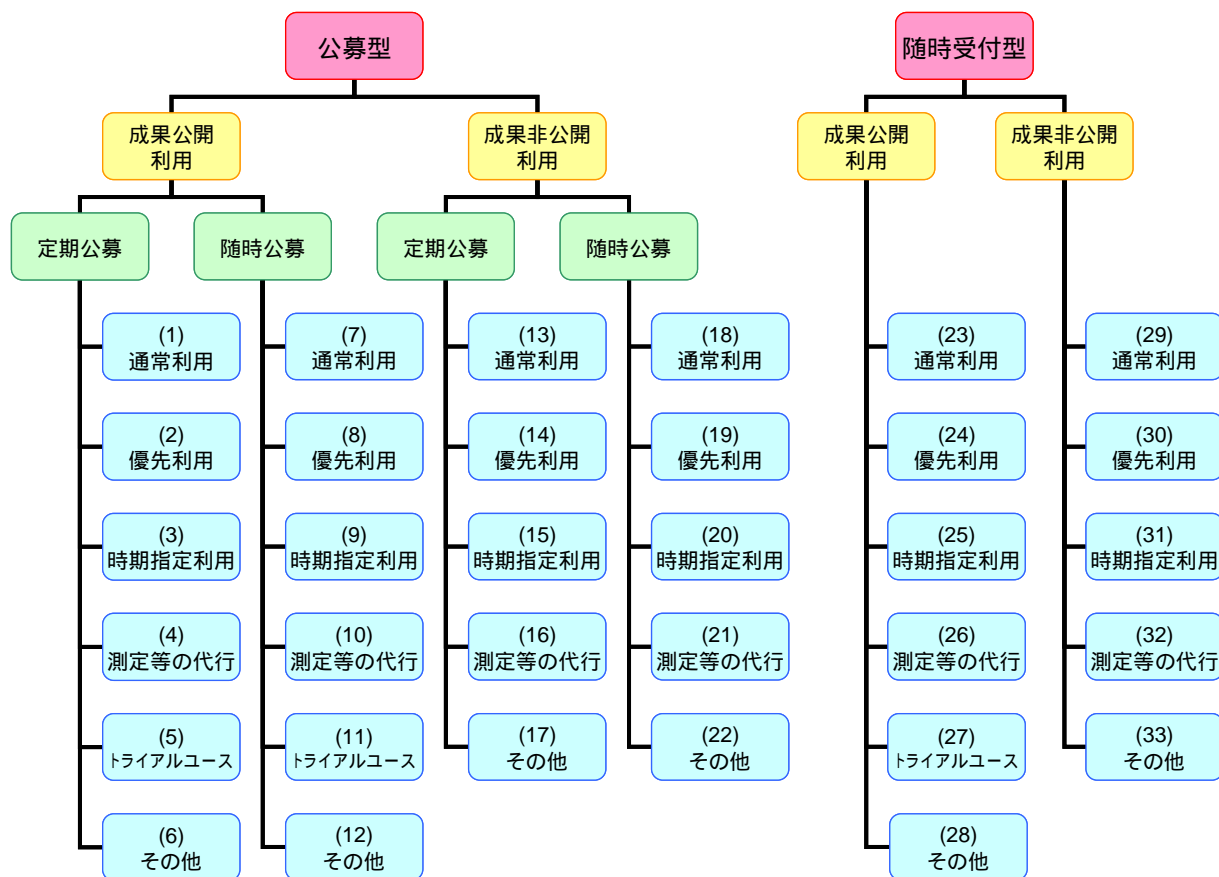 公募型
随時受付型
成果公開
利用
成果非公開
利用
成果公開
利用
成果非公開
利用
定期公募
随時公募
定期公募
随時公募
(1)
通常利用
(2)
優先利用
(3)
時期指定利用
(4)
測定等の代行
(5)
トライアルユース
(6)
その他
(7)
通常利用
(8)
優先利用
(9)
時期指定利用
(10)
測定等の代行
(11)
トライアルユース
(12)
その他
(13)
通常利用
(14)
優先利用
(15)
時期指定利用
(16)
測定等の代行
(17)
その他
(18)
通常利用
(19)
優先利用
(20)
時期指定利用
(21)
測定等の代行
(22)
その他
(23)
通常利用
(24)
優先利用
(25)
時期指定利用
(26)
測定等の代行
(27)
トライアルユース
(28)
その他
(29)
通常利用
(30)
優先利用
(31)
時期指定利用
(32)
測定等の代行
(33)
その他